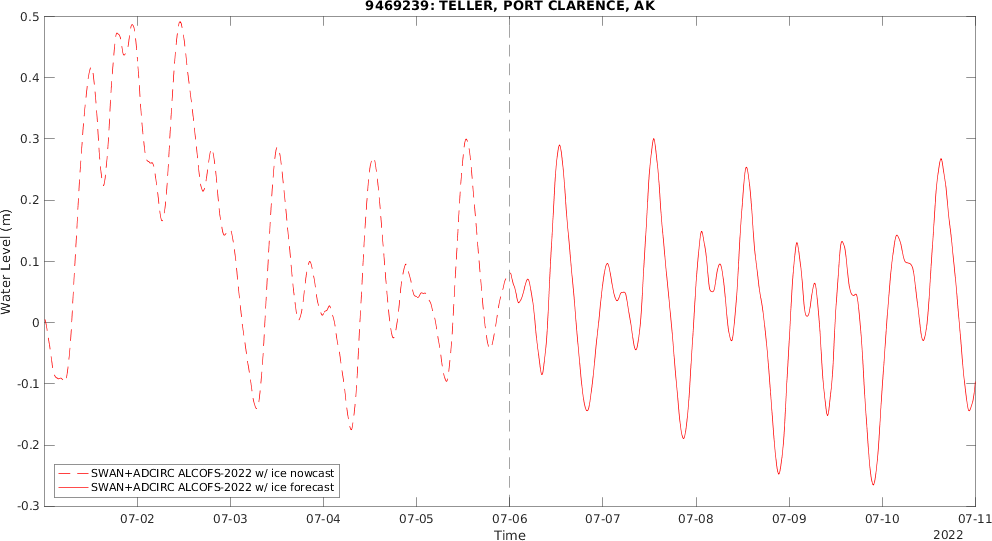 9469239: TELLER, PORT CLARENCE, AK
Water Level (m)
0.5
0.4
0.3
0.2
0.1
0
-0.1
-0.2
-0.3
SWAN+ADCIRC ALCOFS-2022 w/ ice nowcast
SWAN+ADCIRC ALCOFS-2022 w/ ice forecast
07-02 07-03 07-04 07-05 07-06 07-07 07-08 07-09 07-10 07-11
Time
2022